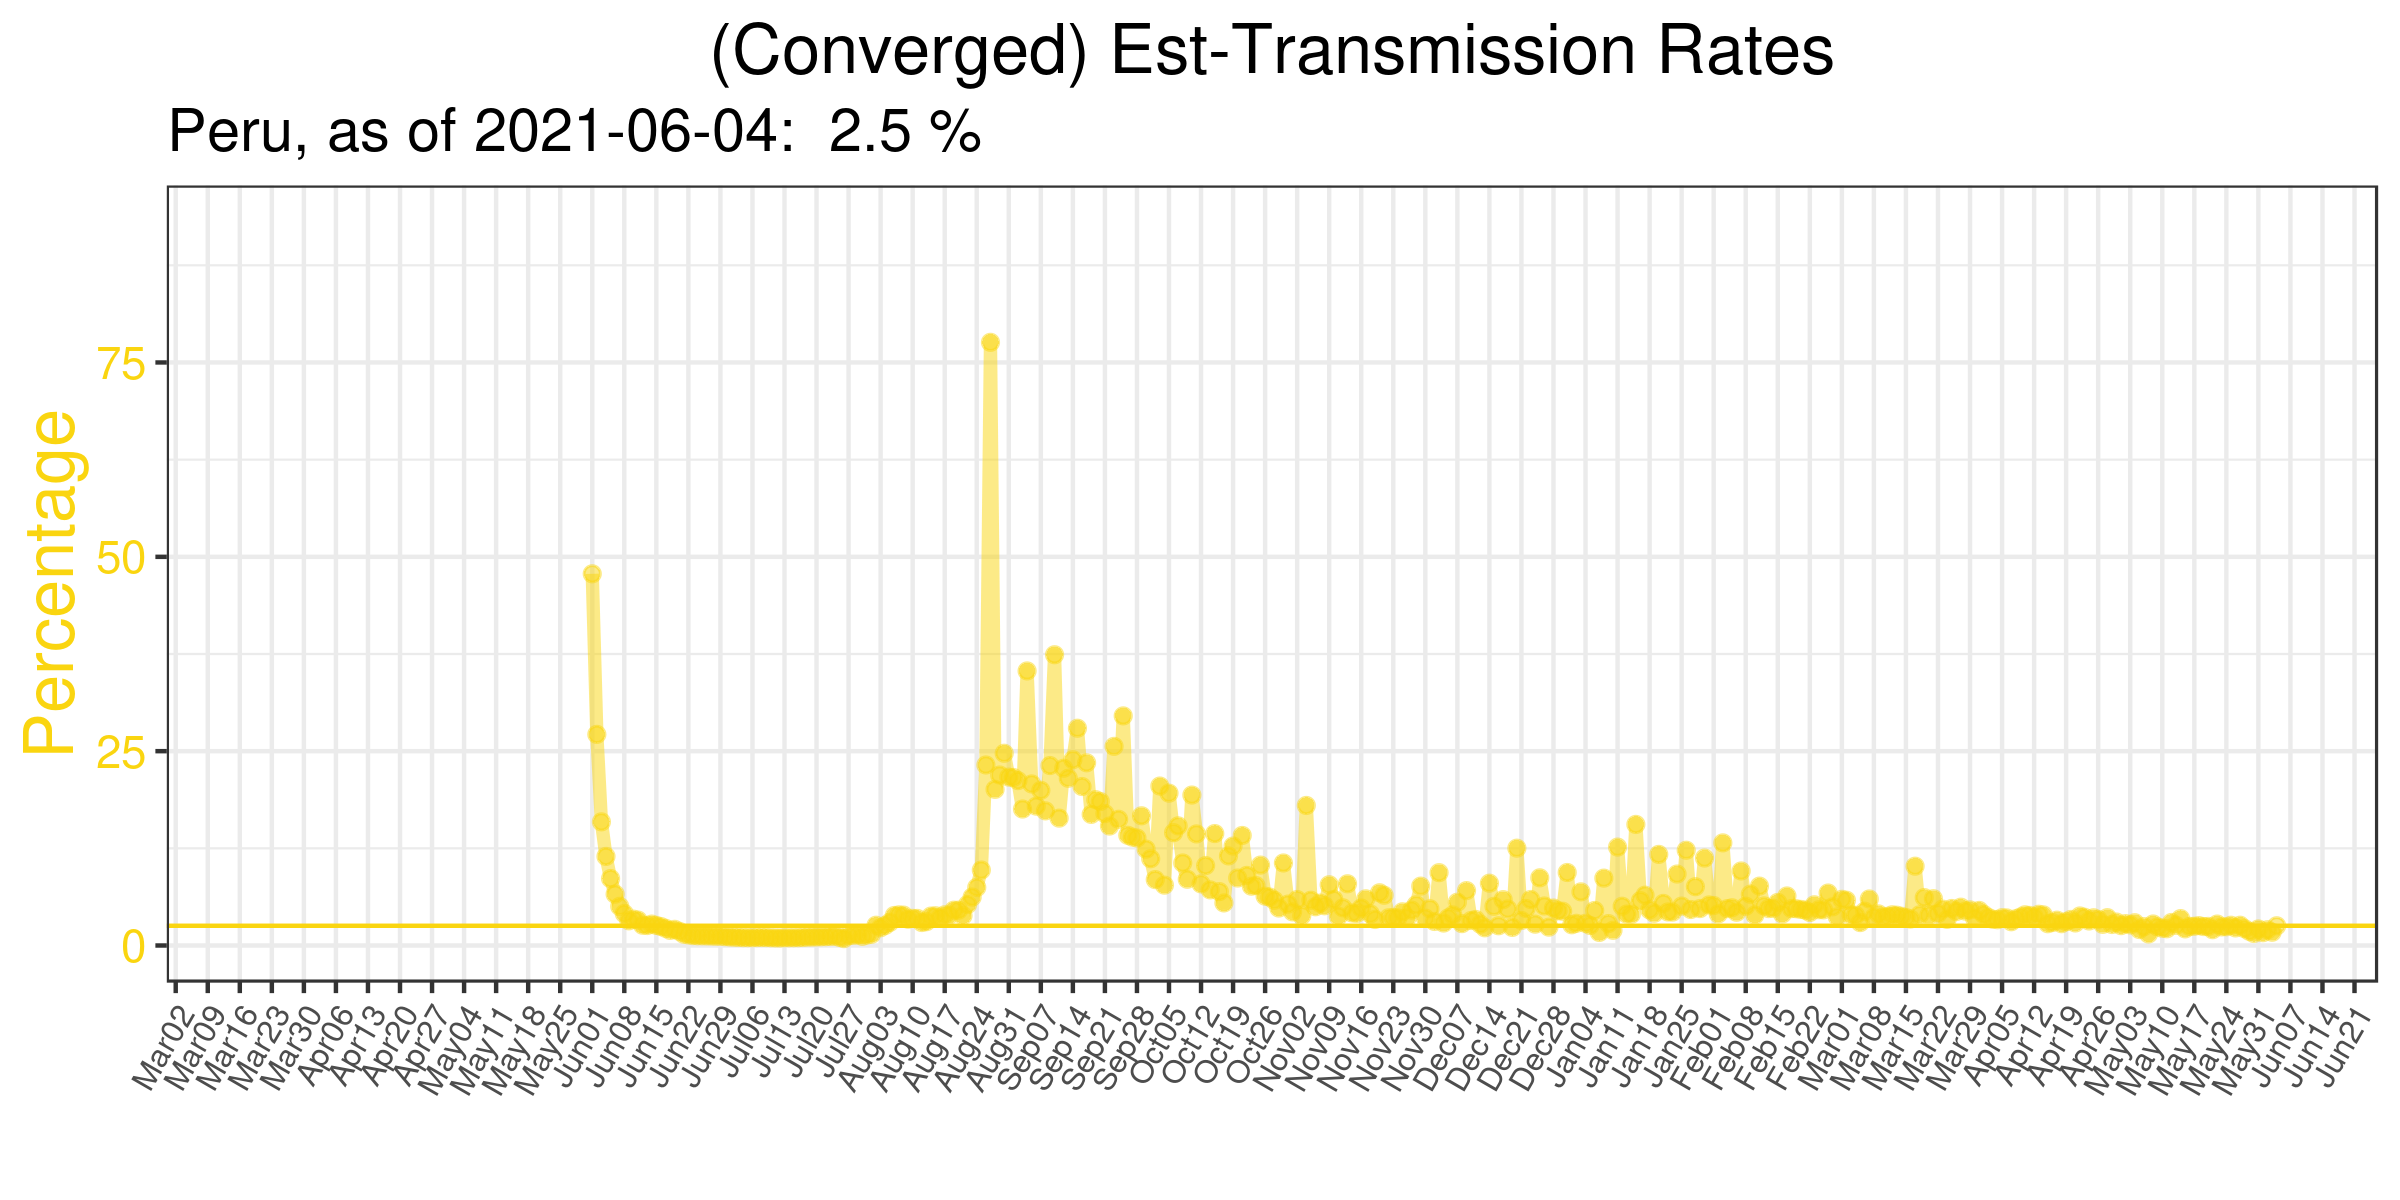 (Converged) Est-Transmission Rates
Peru, as of 2021-06-04:  2.5 %
Percentage
75
50
25
0
Mar02
Mar09
Mar16
Mar23
Mar30
Apr06
Apr13
Apr20
Apr27
May04
May11
May18
May25
Jun01
Jun08
Jun15
Jun22
Jun29
Jul06
Jul13
Jul20
Jul27
Aug03
Aug10
Aug17
Aug24
Aug31
Sep07
Sep14
Sep21
Sep28
Oct05
Oct12
Oct19
Oct26
Nov02
Nov09
Nov16
Nov23
Nov30
Dec07
Dec14
Dec21
Dec28
Jan04
Jan11
Jan18
Jan25
Feb01
Feb08
Feb15
Feb22
Mar01
Mar08
Mar15
Mar22
Mar29
Apr05
Apr12
Apr19
Apr26
May03
May10
May17
May24
May31
Jun07
Jun14
Jun21